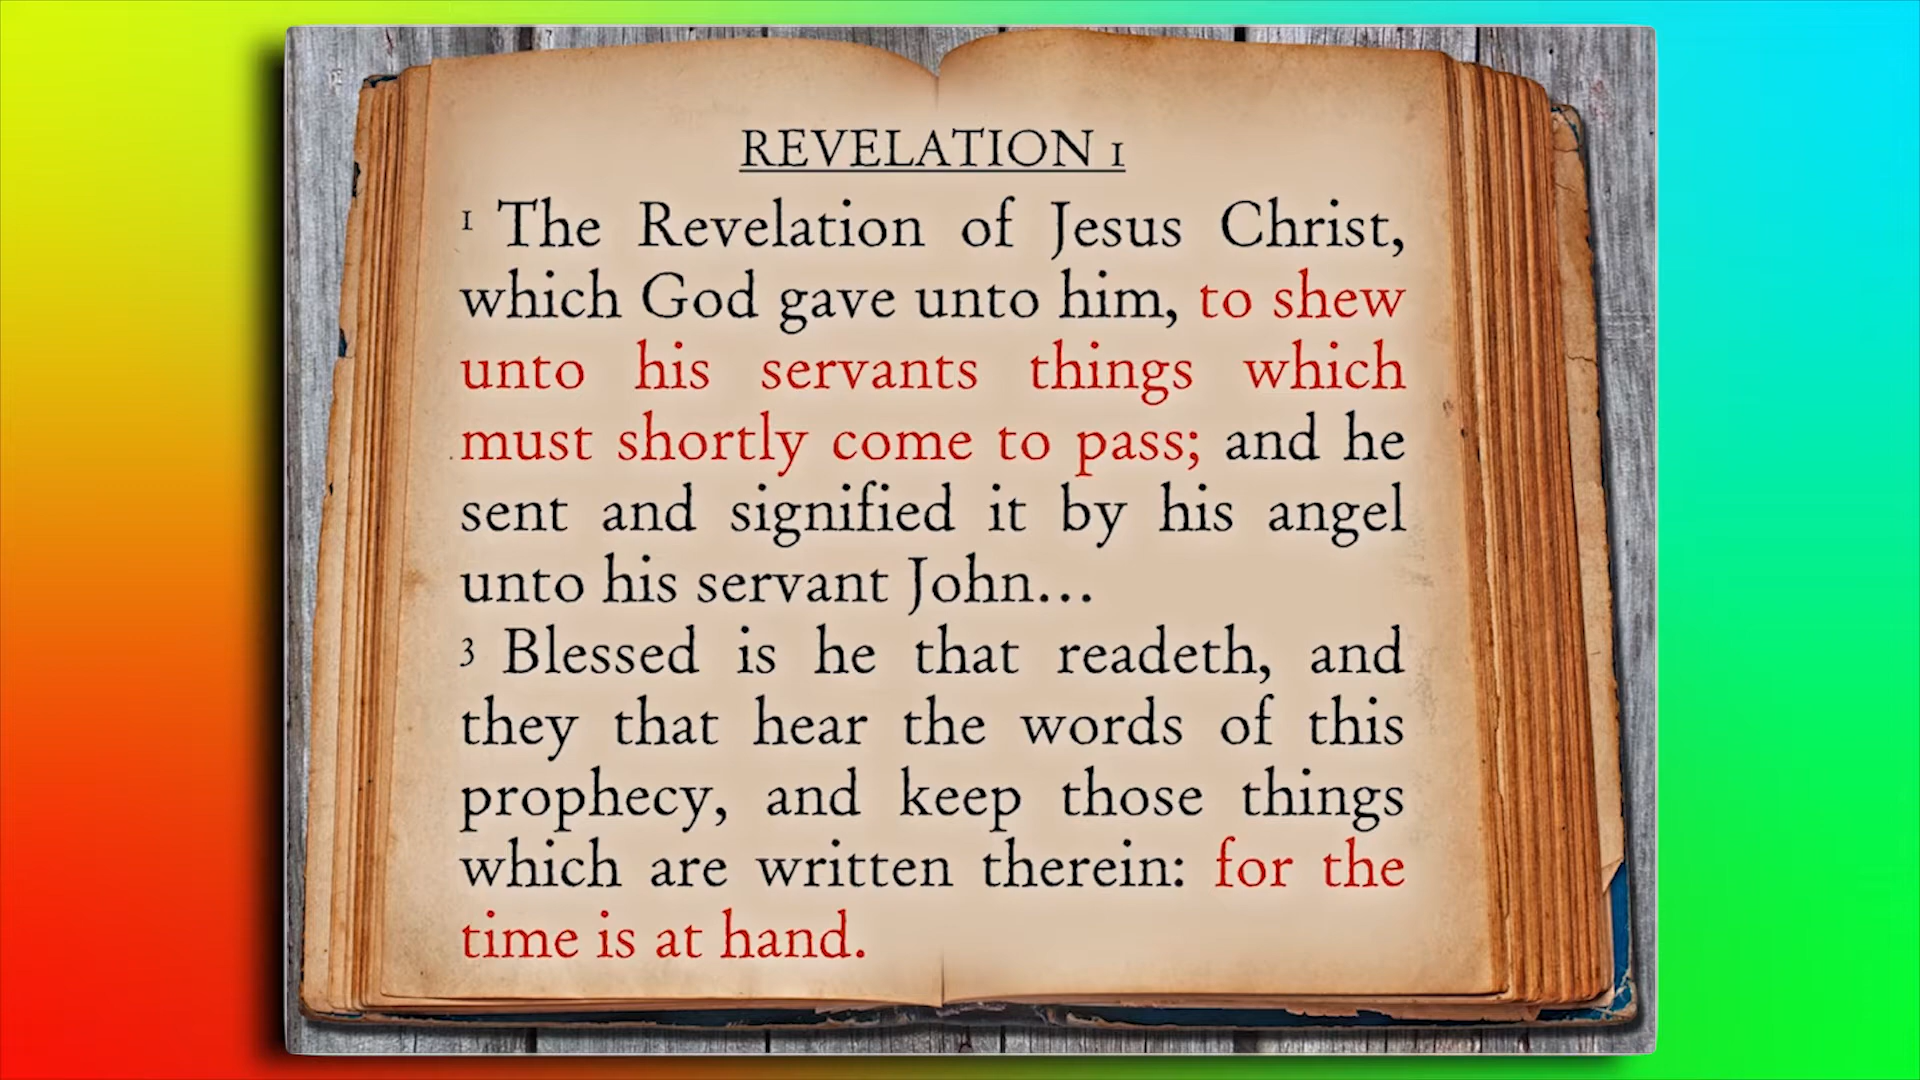 REVELATION 1
1 The Revelation of Jesus Christ,
which God gave unto him, to shew
unto his servants things which
must shortly come to pass; and he
sent and signified it by his angel
unto his servant John...
3 Blessed is he that readeth, and
they that hear the words of this
prophecy, and keep those things
which are written therein: for the
time is at hand.